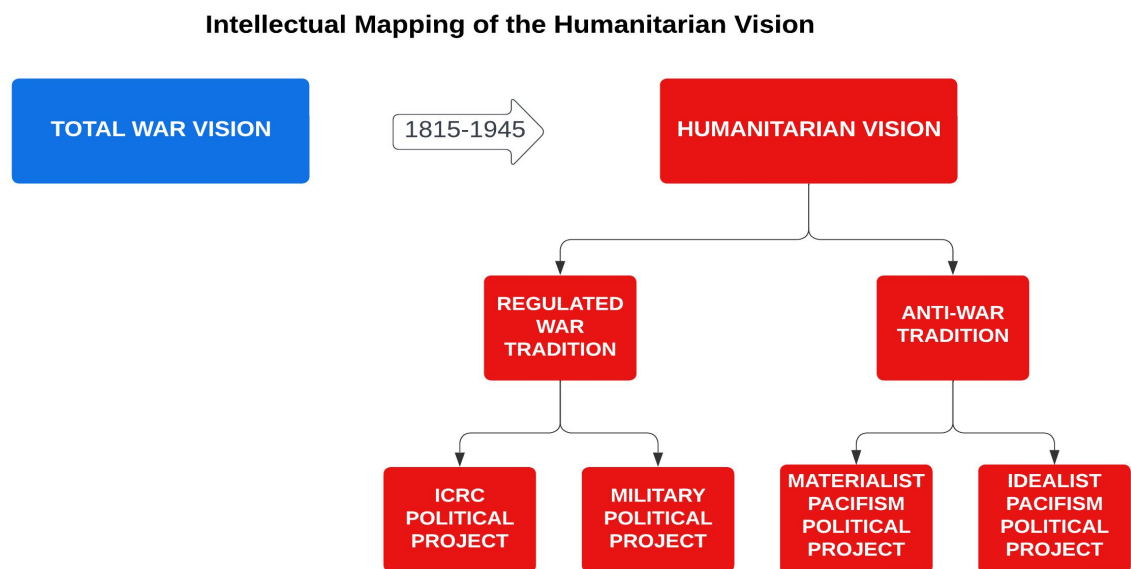 Intellectual Mapping of the Humanitarian Vision
TOTAL WAR VISION
1815-1945
HUMANITARIAN VISION
REGULATED
WAR
TRADITION
ANTI-WAR
TRADITION
ICRC
POLITICAL
PROJECT
MILITARY
POLITICAL
PROJECT
MATERIALIST
PACIFISM
POLITICAL
PROJECT
IDEALIST
PACIFISM
POLITICAL
PROJECT